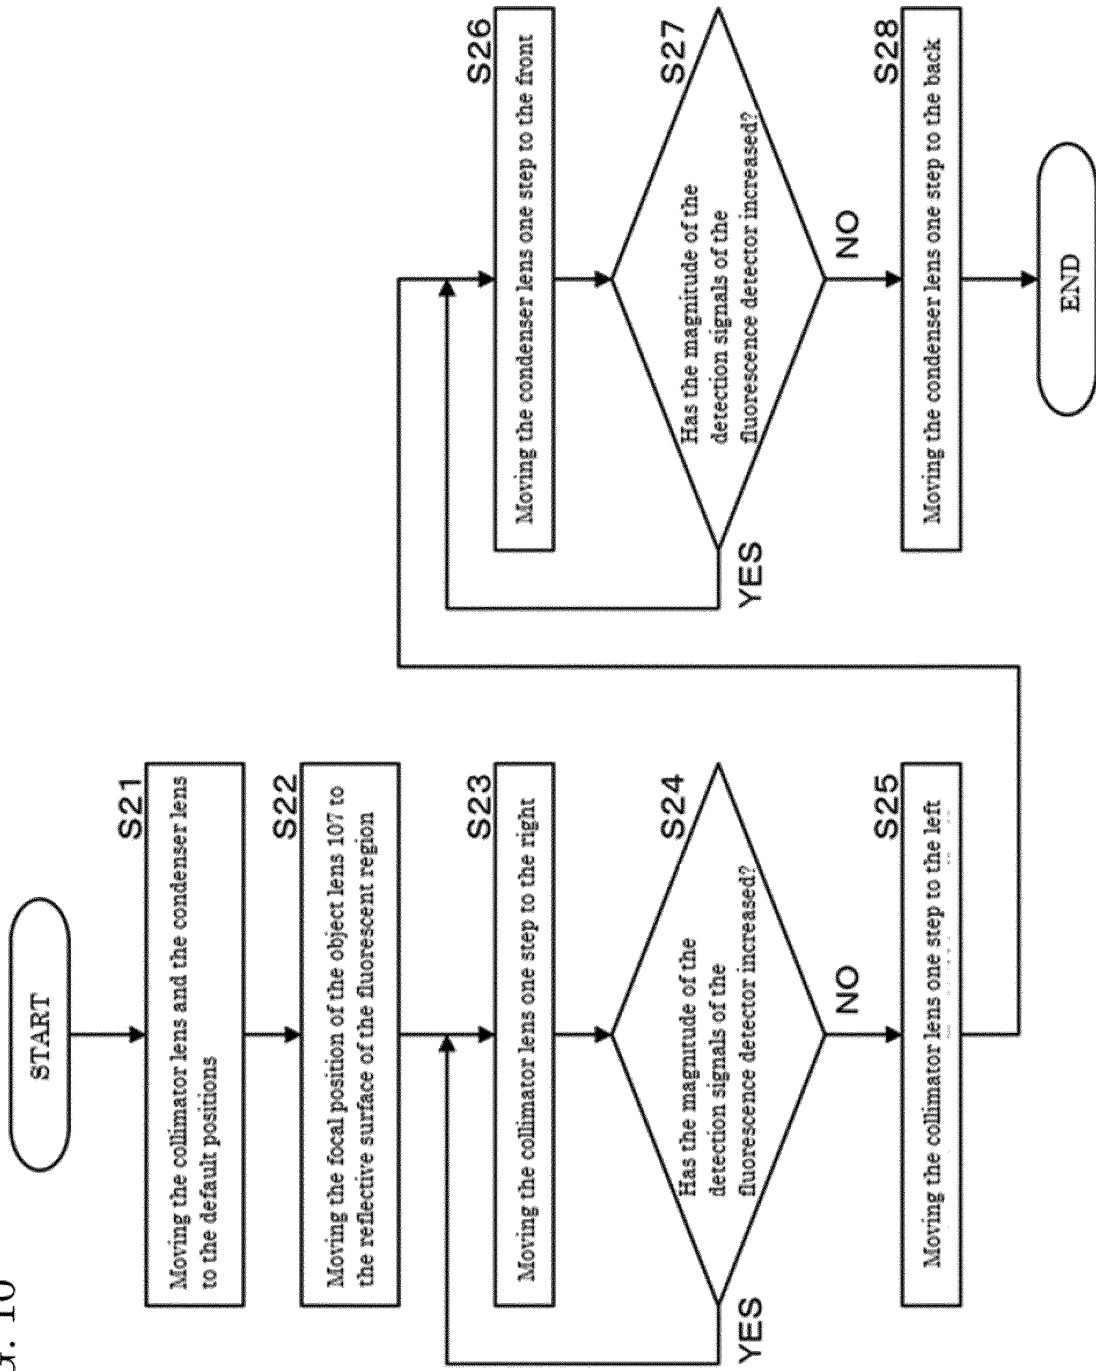 START
S21
Moving the collimator lens and the condenser lens
to the default positions
S22
Moving the focal position of the object lens 107 to
the reflective surface of the fluorescent region
S23
Moving the collimator lens one step to the right
S24
Has the magnitude of the
detection signals of the
fluorescence detector increased?
YES
NO
S25
Moving the collimator lens one step to the left
S26
Moving the condenser lens one step to the front
S27
Has the magnitude of the
detection signals of the
fluorescence detector increased?
YES
NO
S28
Moving the condenser lens one step to the back
END